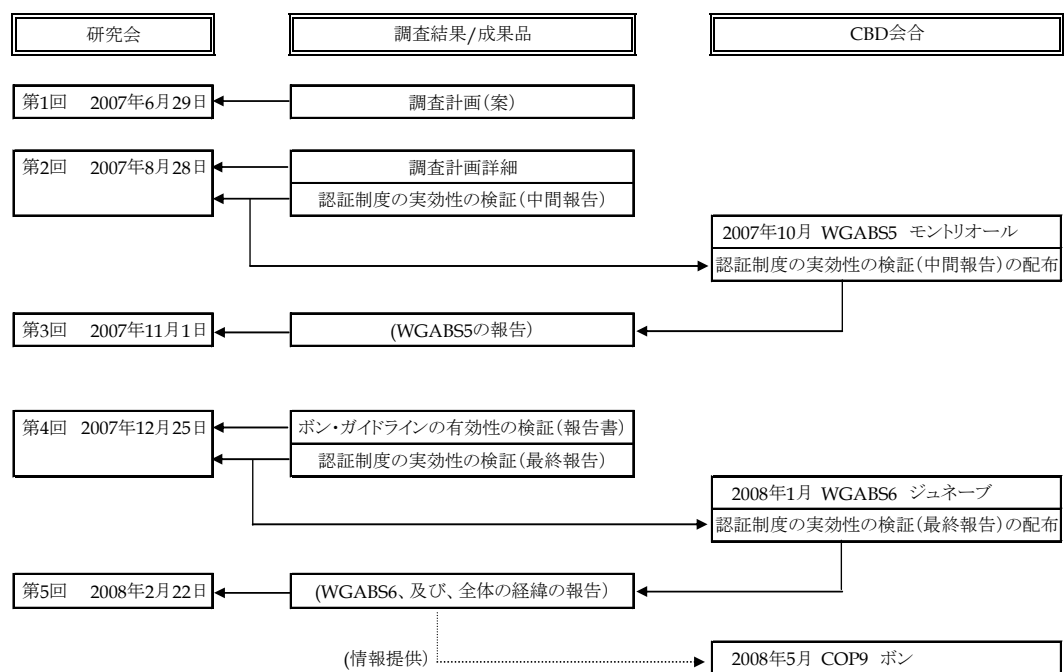 研究会
調査結果/成果品
CBD会合
第1回 2007年6月29日
調査計画(案)
第2回 2007年8月28日
調査計画詳細
認証制度の実効性の検証(中間報告)
2007年10月 WGABS5 モントリオール
認証制度の実効性の検証(中間報告)の配布
第3回 2007年11月1日
(WGABS5の報告)
第4回 2007年12月25日
ボン・ガイドラインの有効性の検証(報告書)
認証制度の実効性の検証(最終報告)
2008年1月 WGABS6 ジュネーブ
認証制度の実効性の検証(最終報告)の配布
第5回 2008年2月22日
(WGABS6、及び、全体の経緯の報告)
(情報提供)
2008年5月 COP9 ボン